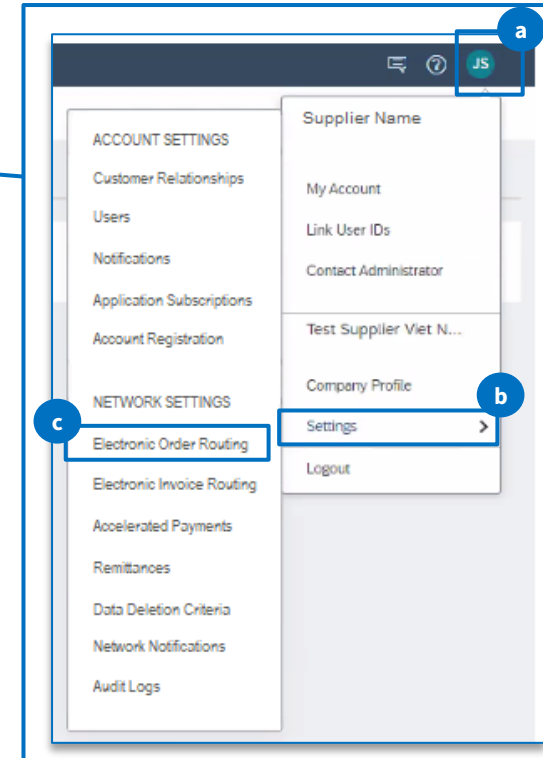 a
JS
Supplier Name
My Account
Link User IDs
Contact Administrator
Test Supplier Viet N...
Company Profile
b
Settings
Logout
ACCOUNT SETTINGS
Customer Relationships
Users
Notifications
Application Subscriptions
Account Registration
NETWORK SETTINGS
c
Electronic Order Routing
Electronic Invoice Routing
Accelerated Payments
Remittances
Data Deletion Criteria
Network Notifications
Audit Logs